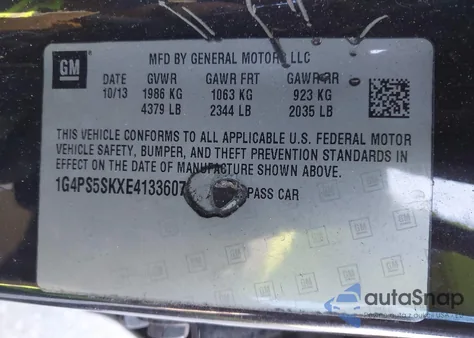 GM
MFD BY GENERAL MOTORS LLC
DATE GVWR GAWR FRT GAWR RR
10/13 1986 KG 1063 KG 923 KG
4379 LB 2344 LB 2035 LB
THIS VEHICLE CONFORMS TO ALL APPLICABLE U.S. FEDERAL MOTOR
VEHICLE SAFETY, BUMPER, AND THEFT PREVENTION STANDARDS IN
EFFECT ON THE DATE OF MANUFACTURE SHOWN ABOVE.
1G4PS5SKXE4133607 PASS CAR
autoSnap